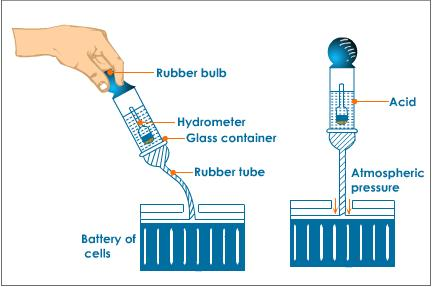 Rubber bulb
Hydrometer
Glass container
Rubber tube
Battery of
cells
Acid
Atmospheric
pressure